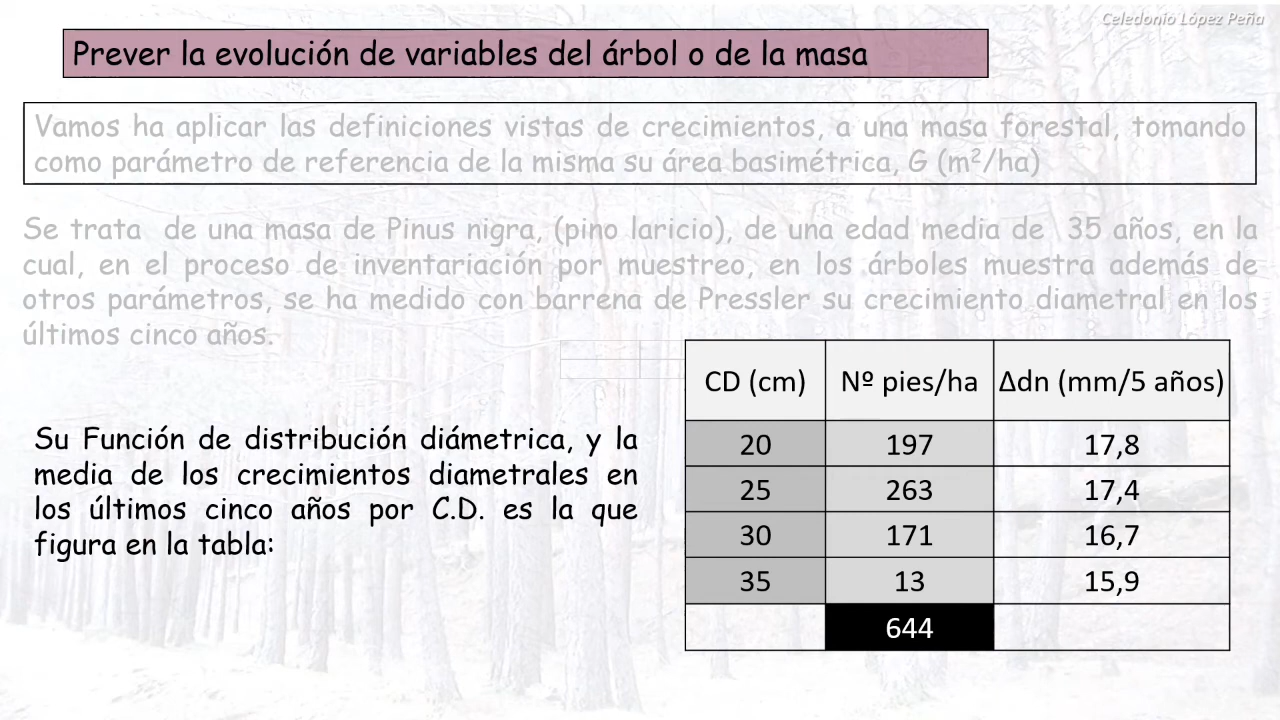 Celedonio López Peña
Prever la evolución de variables del árbol o de la masa
Vamos ha aplicar las definiciones vistas de crecimientos, a una masa forestal, tomando
como parámetro de referencia de la misma su área basimétrica, G (m²/ha)
Se trata de una masa de Pinus nigra, (pino laricio), de una edad media de 35 años, en la
cual, en el proceso de inventariación por muestreo, en los árboles muestra además de
otros parámetros, se ha medido con barrena de Pressler su crecimiento diametral en los
últimos cinco años.
Su Función de distribución diámetrica, y la
media de los crecimientos diametrales en
los últimos cinco años por C.D. es la que
figura en la tabla:
CD (cm) Nº pies/ha Δdn (mm/5 años)
20 197 17,8
25 263 17,4
30 171 16,7
35 13 15,9
644